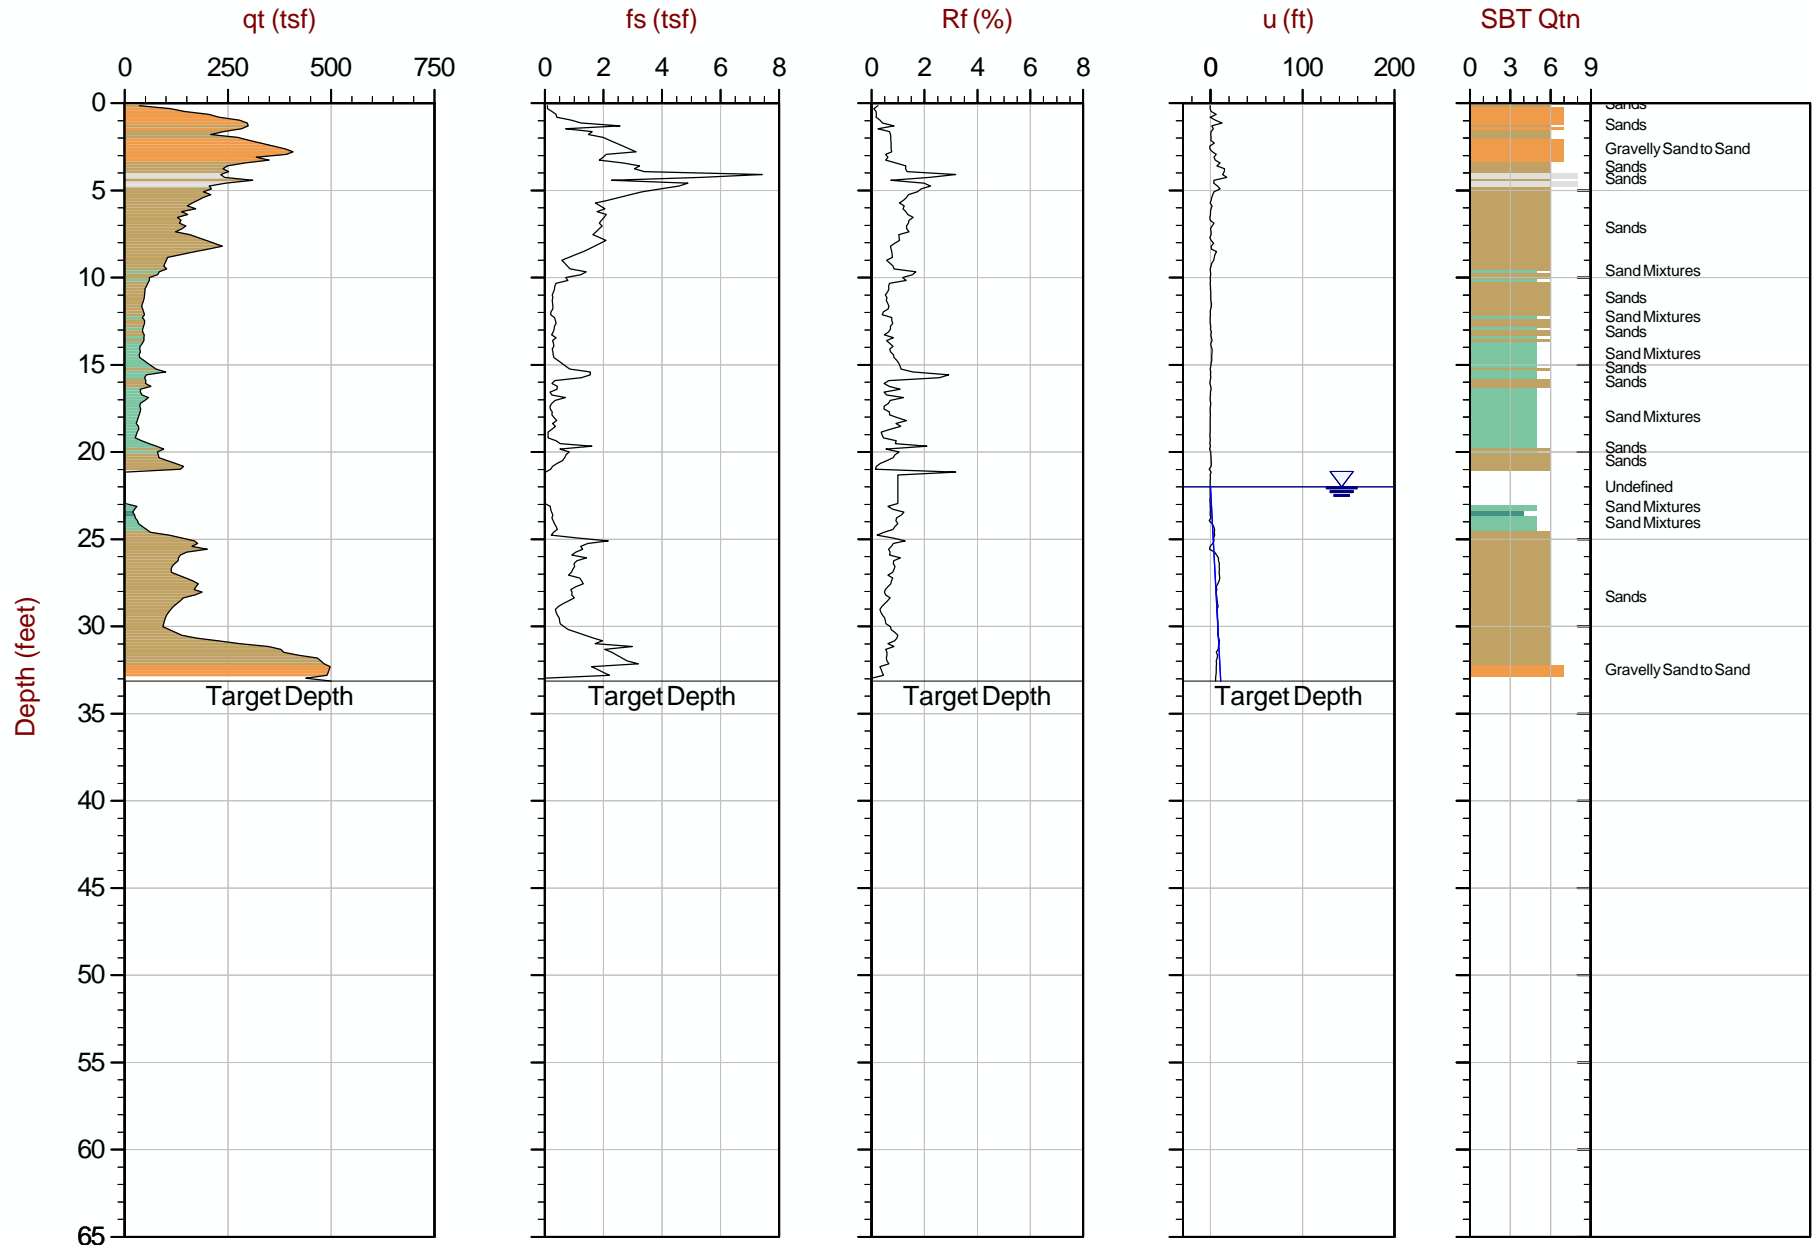 qt (tsf) fs (tsf) Rf (%) u (ft) SBT Qtn
0 250 500 750 0 2 4 6 8 0 2 4 6 8 0 100 200 0 3 6 9
0
5
10
15
20
25
30
35
40
45
50
55
60
65
Depth (feet)
Target Depth Target Depth Target Depth Target Depth
Sands
Sands
Gravelly Sand to Sand
Sands
Sands
Sands
Sand Mixtures
Sands
Sand Mixtures
Sands
Sand Mixtures
Sands
Sands
Sand Mixtures
Sands
Sands
Undefined
Sand Mixtures
Sand Mixtures
Sands
Gravelly Sand to Sand